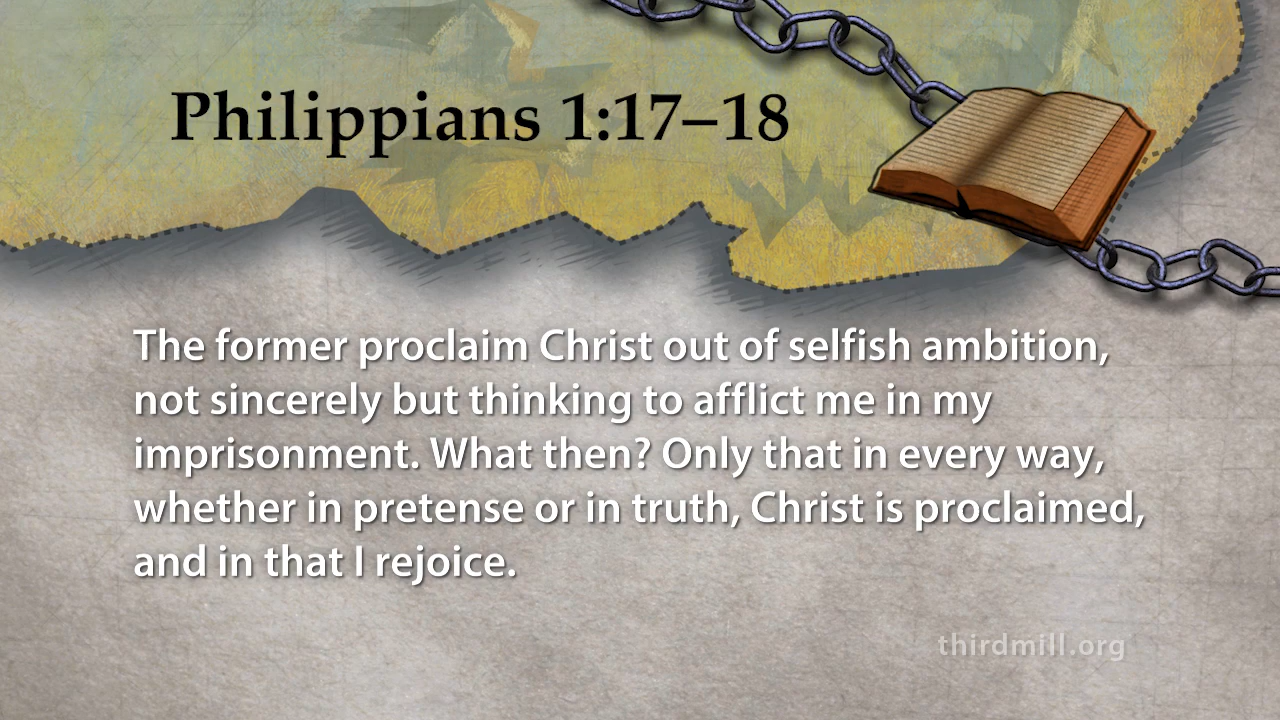 Philippians 1:17–18
The former proclaim Christ out of selfish ambition,
not sincerely but thinking to afflict me in my
imprisonment. What then? Only that in every way,
whether in pretense or in truth, Christ is proclaimed,
and in that I rejoice.
thirdmill.org